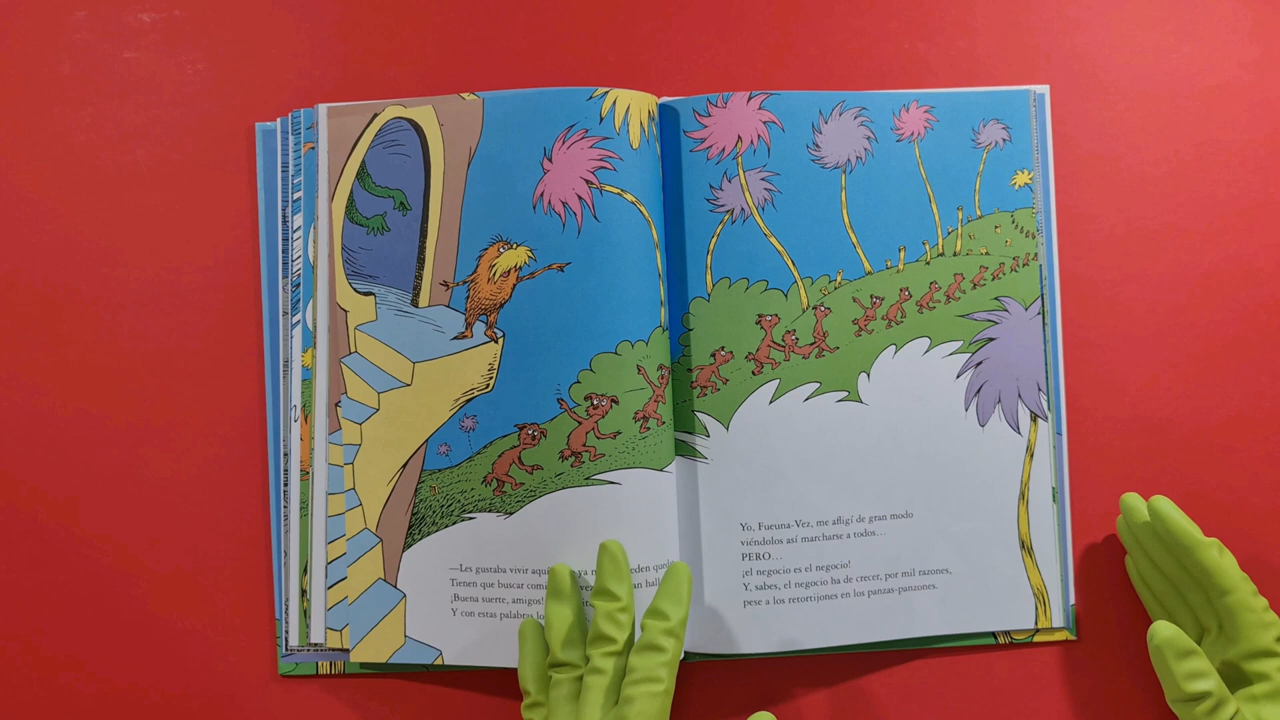 —Les gustaba vivir aquí ya
Tienen que buscar
¡Buena suerte, amigos!
Y con estas palabras
Yo, Fueuna-Vez, me afligí de gran modo
viéndolos así marcharse a todos…
PERO…
¡el negocio es el negocio!
Y, sabes, el negocio ha de crecer, por mil razones,
pese a los retortijones en los panzas-panzones.